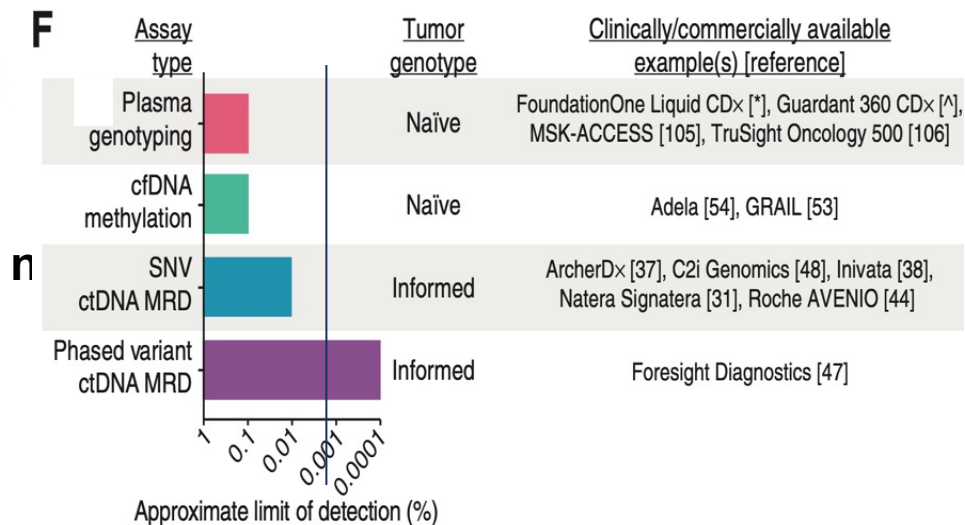 F
Assay type
Tumor genotype
Clinically/commercially available example(s) [reference]
Plasma genotyping
Naïve
FoundationOne Liquid CDx [*], Guardant 360 CDx [^],
MSK-ACCESS [105], TruSight Oncology 500 [106]
cfDNA methylation
Naïve
Adela [54], GRAIL [53]
n
SNV ctDNA MRD
Informed
ArcherDx [37], C2i Genomics [48], Inivata [38],
Natera Signatera [31], Roche AVENIO [44]
Phased variant ctDNA MRD
Informed
Foresight Diagnostics [47]
1
0.1
0.01
0.001
0.0001
Approximate limit of detection (%)